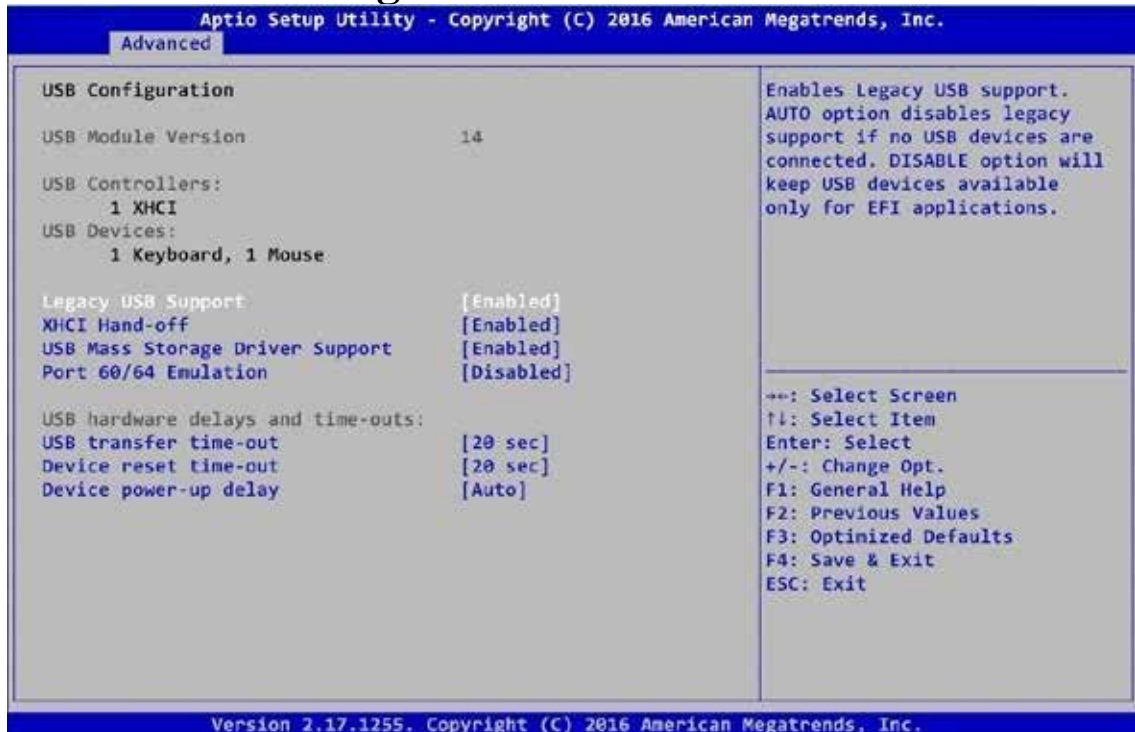 Aptio Setup Utility - Copyright (C) 2016 American Megatrends, Inc.
Advanced
USB Configuration
USB Module Version 14
USB Controllers:
1 XHCI
USB Devices:
1 Keyboard, 1 Mouse
Legacy USB Support [Enabled]
XHCI Hand-off [Enabled]
USB Mass Storage Driver Support [Enabled]
Port 60/64 Emulation [Disabled]
USB hardware delays and time-outs:
USB transfer time-out [20 sec]
Device reset time-out [20 sec]
Device power-up delay [Auto]
Enables Legacy USB support.
AUTO option disables legacy
support if no USB devices are
connected. DISABLE option will
keep USB devices available
only for EFI applications.
→←: Select Screen
↑↓: Select Item
Enter: Select
+/-: Change Opt.
F1: General Help
F2: Previous Values
F3: Optimized Defaults
F4: Save & Exit
ESC: Exit
Version 2.17.1255. Copyright (C) 2016 American Megatrends, Inc.